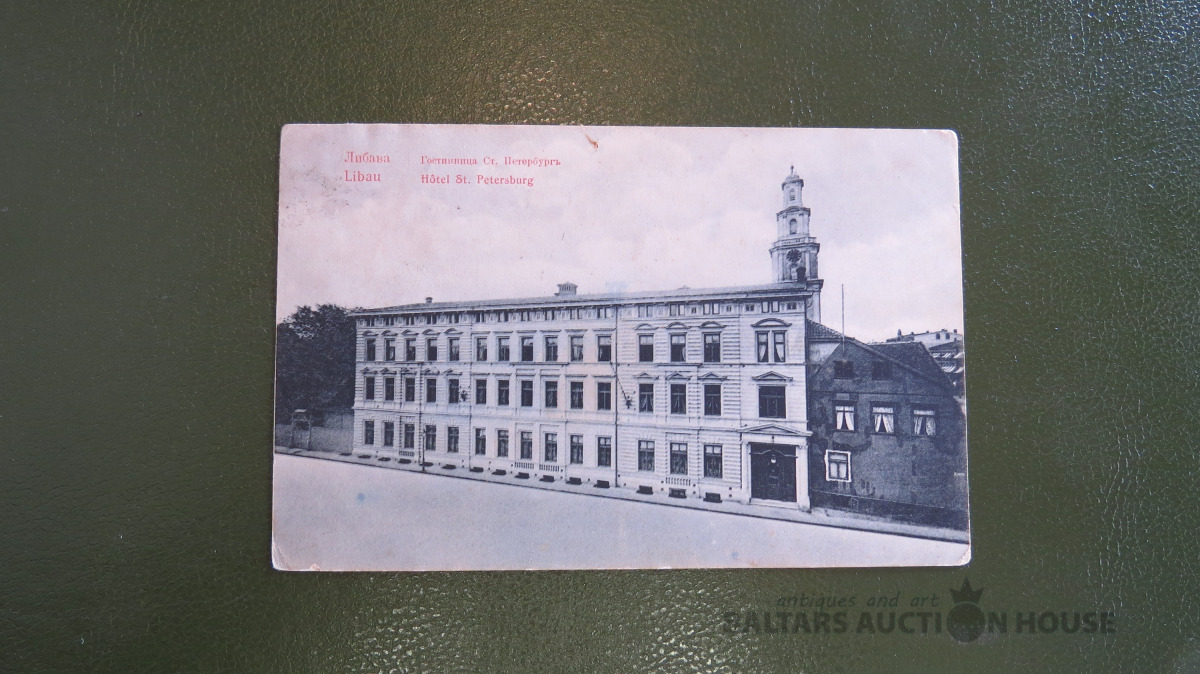 Либава
Гостинница Ст. Петербургъ
Libau
Hôtel St. Petersburg
antiques and art
BALTARS AUCTION HOUSE